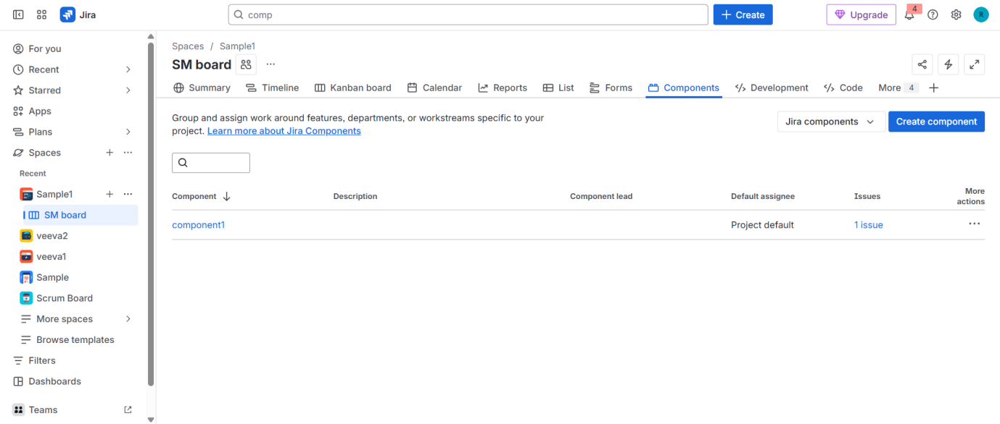 Jira
comp
Create
Upgrade
4
R
For you
Recent
Starred
Apps
Plans
Spaces
Recent
Sample1
SM board
veeva2
veeva1
Sample
Scrum Board
More spaces
Browse templates
Filters
Dashboards
Teams
Spaces / Sample1
SM board
Summary Timeline Kanban board Calendar Reports List Forms Components Development Code More 4
Group and assign work around features, departments, or workstreams specific to your
project. Learn more about Jira Components
Jira components
Create component
Component Description Component lead Default assignee Issues More
actions
component1 Project default 1 issue